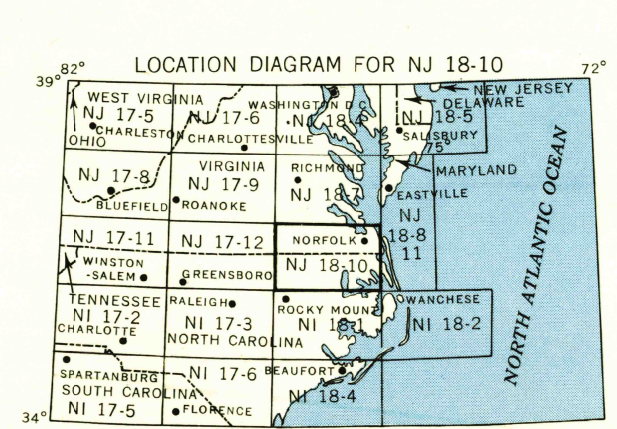 LOCATION DIAGRAM FOR NJ 18-10
39° 82° 72°
WEST VIRGINIA
NJ 17-5
CHARLESTON
OHIO
NJ 17-6
CHARLOTTESVILLE
WASHINGTON D C
NJ 18-4
NJ 18-5
SALISBURY
75°
NEW JERSEY
DELAWARE
MARYLAND
NJ 17-8
BLUEFIELD
VIRGINIA
NJ 17-9
ROANOKE
RICHMOND
NJ 18-7
EASTVILLE
NJ
18-8
11
NJ 17-11
WINSTON
-SALEM
NJ 17-12
GREENSBORO
NORFOLK
NJ 18-10
NORTH ATLANTIC OCEAN
TENNESSEE
NI 17-2
CHARLOTTE
RALEIGH
NI 17-3
NORTH CAROLINA
ROCKY MOUNT
NI 18-1
WANCHESE
NI 18-2
SPARTANBURG
SOUTH CAROLINA
NI 17-5
NI 17-6
FLORENCE
BEAUFORT
NI 18-4
34°